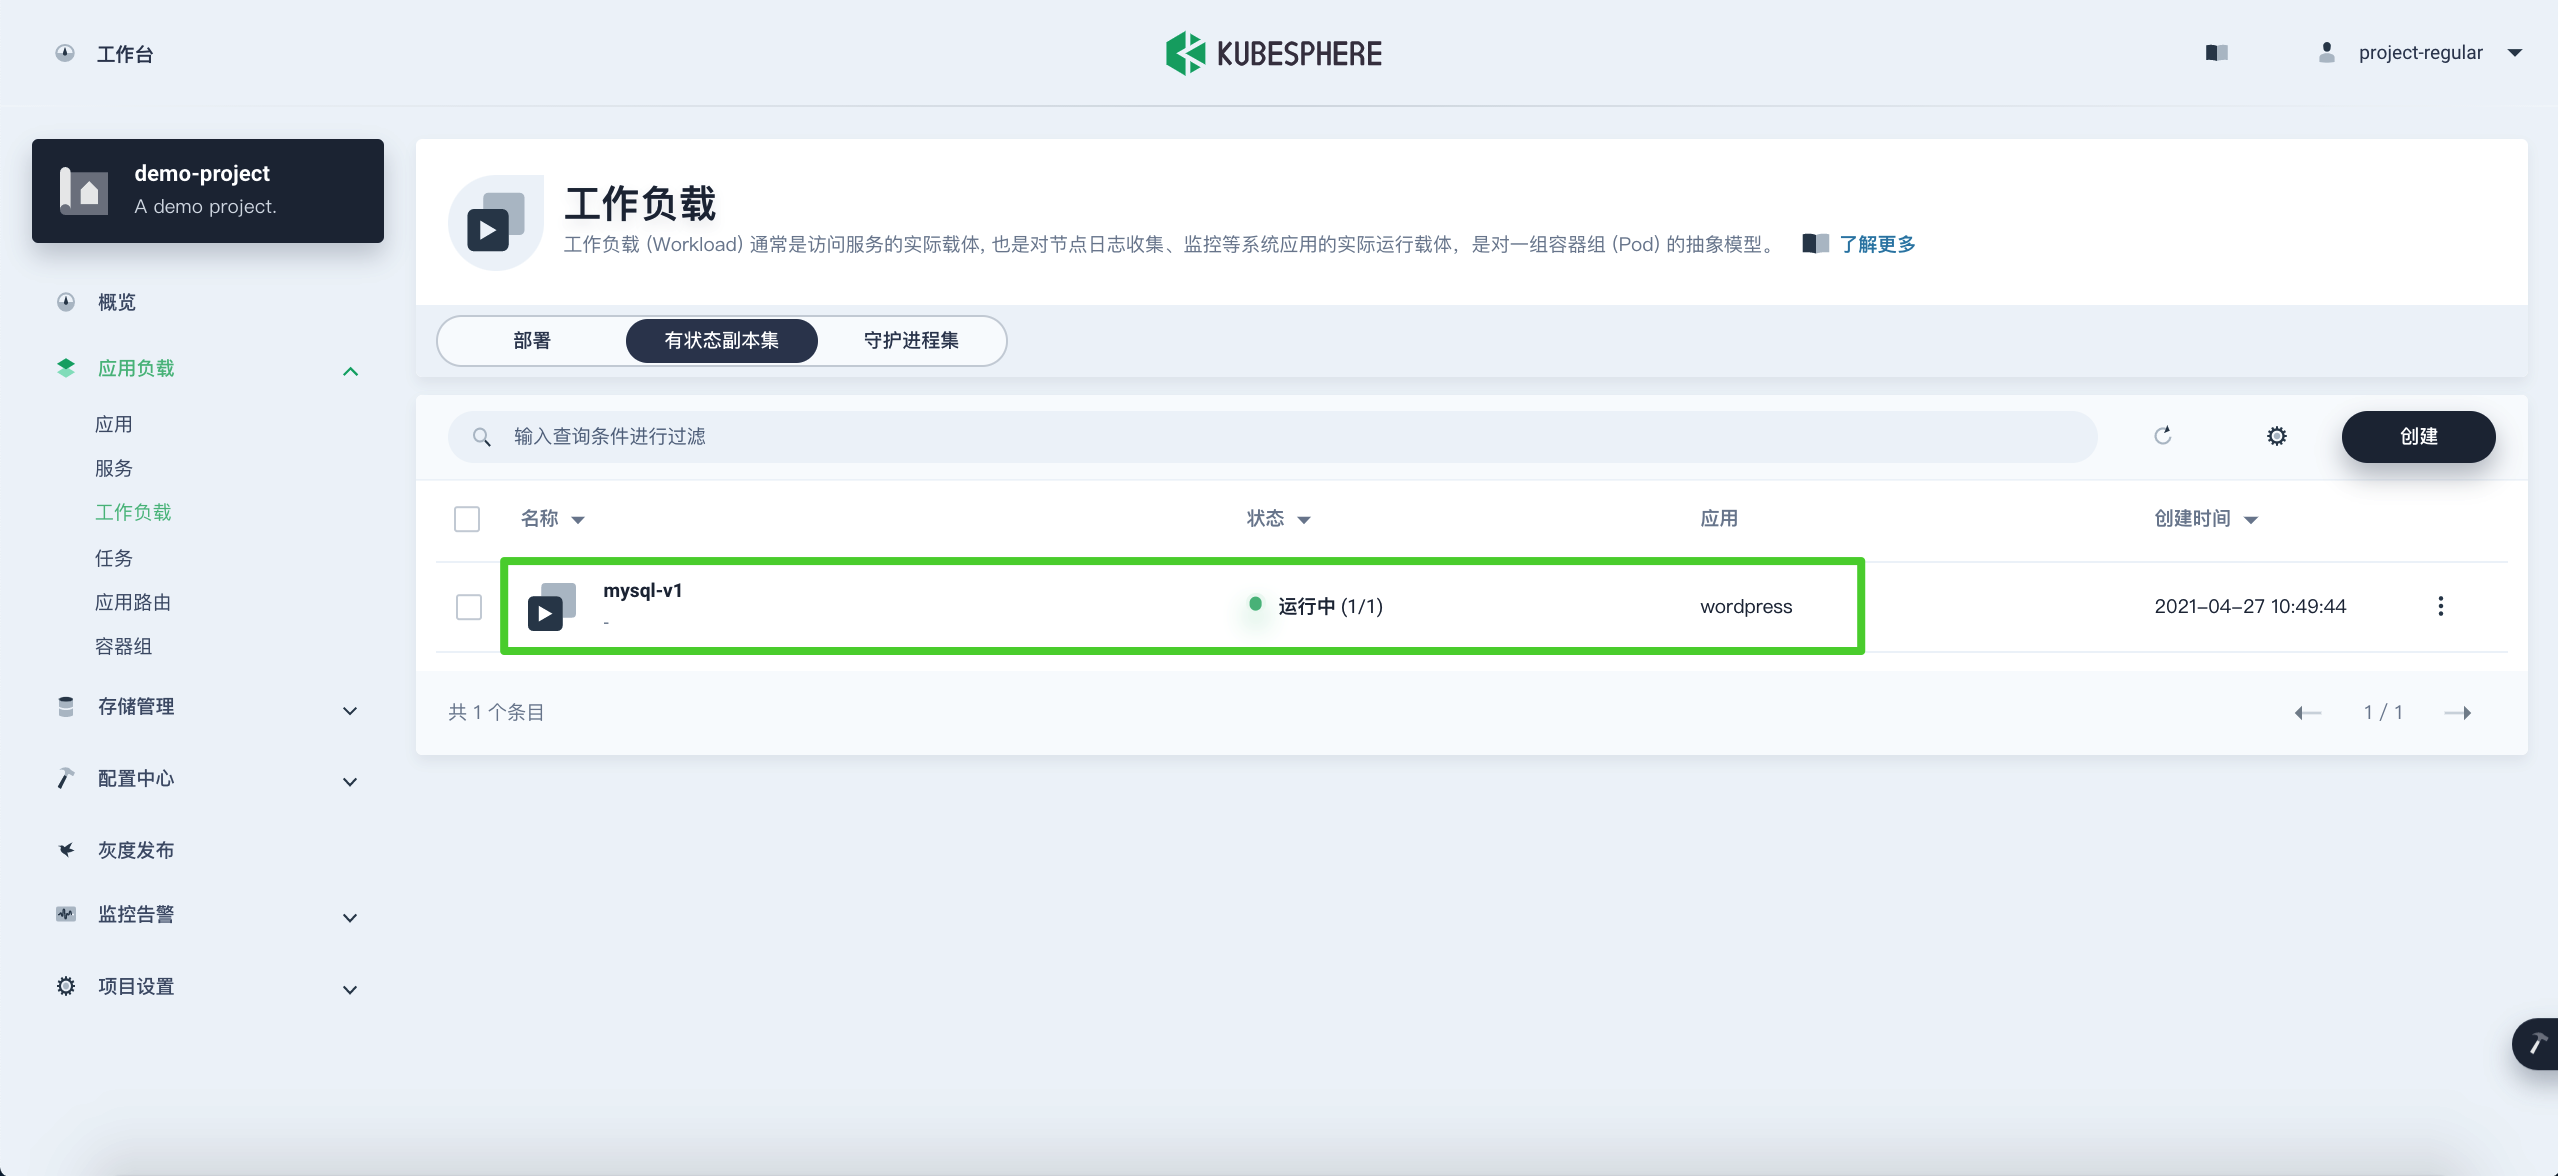 工作台
KUBESPHERE
project-regular
demo-project
A demo project.
概览
应用负载
应用
服务
工作负载
任务
应用路由
容器组
存储管理
配置中心
灰度发布
监控告警
项目设置
工作负载
工作负载 (Workload) 通常是访问服务的实际载体, 也是对节点日志收集、监控等系统应用的实际运行载体，是对一组容器组 (Pod) 的抽象模型。 了解更多
部署 有状态副本集 守护进程集
输入查询条件进行过滤 创建
名称 状态 应用 创建时间
mysql-v1
-
运行中 (1/1) wordpress 2021-04-27 10:49:44
共 1 个条目 1 / 1